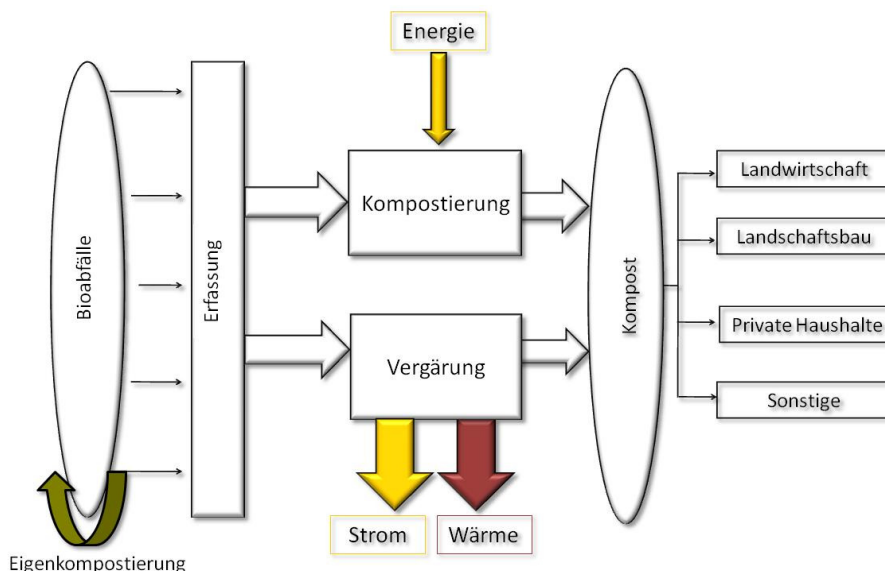 Energie
Bioabfälle
Erfassung
Kompostierung
Vergärung
Kompost
Landwirtschaft
Landschaftsbau
Private Haushalte
Sonstige
Strom
Wärme
Eigenkompostierung